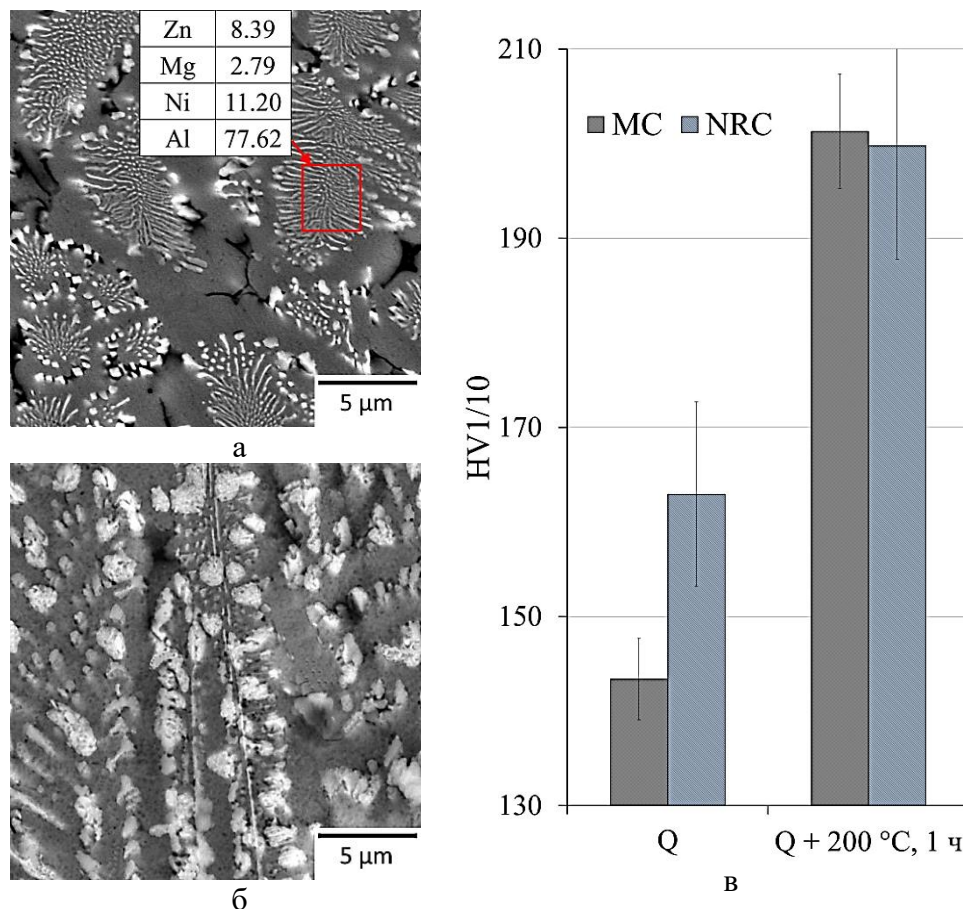 Zn 8.39
Mg 2.79
Ni 11.20
Al 77.62
5 µm
а
5 µm
б
HV1/10
210
190
170
150
130
MC NRC
Q Q + 200 °C, 1 ч
в